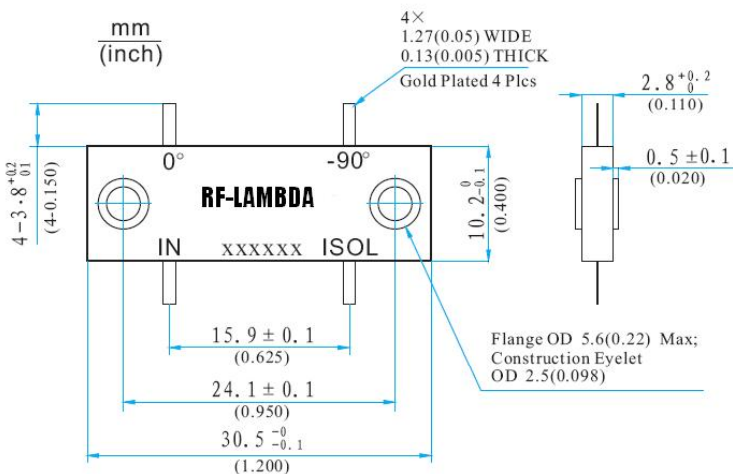 mm
(inch)
4×
1.27(0.05) WIDE
0.13(0.005) THICK
Gold Plated 4 Plcs
2.8 +0.2 0
(0.110)
0.5 ±0.1
(0.020)
4-3.8 +0.2 01
(4-0.150)
0°
-90°
RF-LAMBDA
IN
xxxxxx
ISOL
10.2 -0 -0.1
(0.400)
15.9 ± 0.1
(0.625)
24.1 ± 0.1
(0.950)
30.5 -0 -0.1
(1.200)
Flange OD 5.6(0.22) Max;
Construction Eyelet
OD 2.5(0.098)